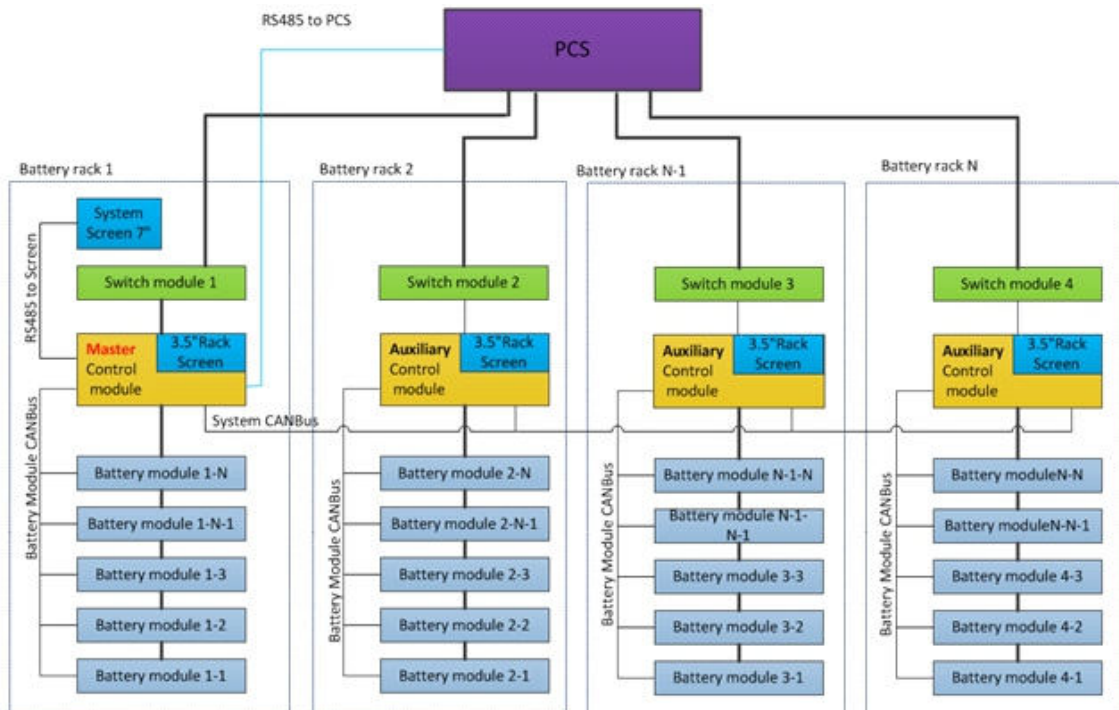 RS485 to PCS
PCS
Battery rack 1
Battery rack 2
Battery rack N-1
Battery rack N
System
Screen 7"
RS485 to Screen
Switch module 1
Switch module 2
Switch module 3
Switch module 4
Master
Control
module
3.5"Rack
Screen
Auxiliary
Control
module
3.5"Rack
Screen
Auxiliary
Control
module
3.5"Rack
Screen
Auxiliary
Control
module
3.5"Rack
Screen
System CANBus
Battery Module CANBus
Battery module 1-N
Battery module 1-N-1
Battery module 1-3
Battery module 1-2
Battery module 1-1
Battery Module CANBus
Battery module 2-N
Battery module 2-N-1
Battery module 2-3
Battery module 2-2
Battery module 2-1
Battery Module CANBus
Battery module N-1-N
Battery module N-1-
N-1
Battery module 3-3
Battery module 3-2
Battery module 3-1
Battery Module CANBus
Battery moduleN-N
Battery moduleN-N-1
Battery module 4-3
Battery module 4-2
Battery module 4-1